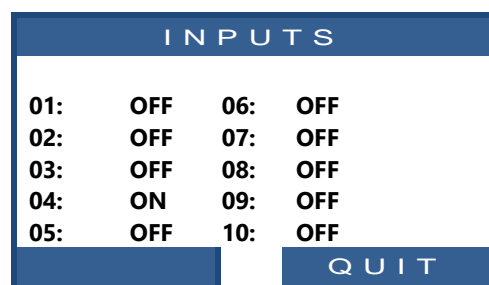 INPUTS
01: OFF 06: OFF
02: OFF 07: OFF
03: OFF 08: OFF
04: ON 09: OFF
05: OFF 10: OFF
QUIT